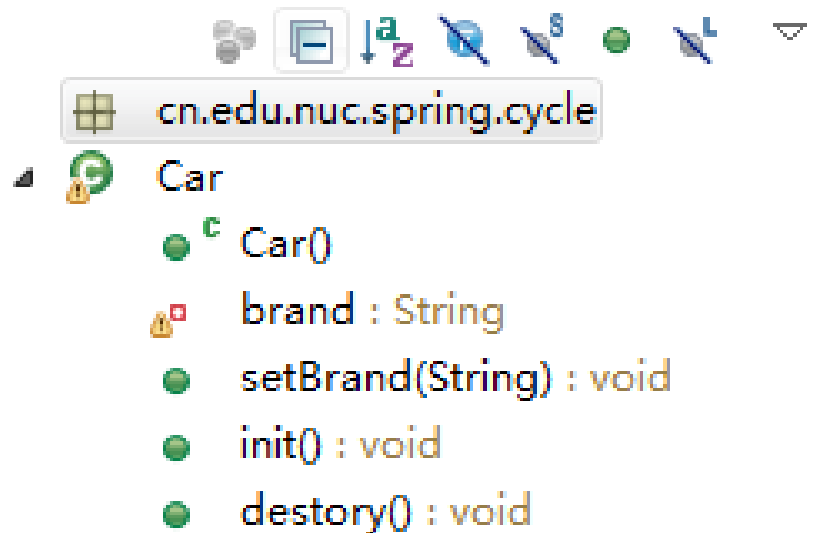 cn.edu.nuc.spring.cycle
Car
Car()
brand : String
setBrand(String) : void
init() : void
destory() : void